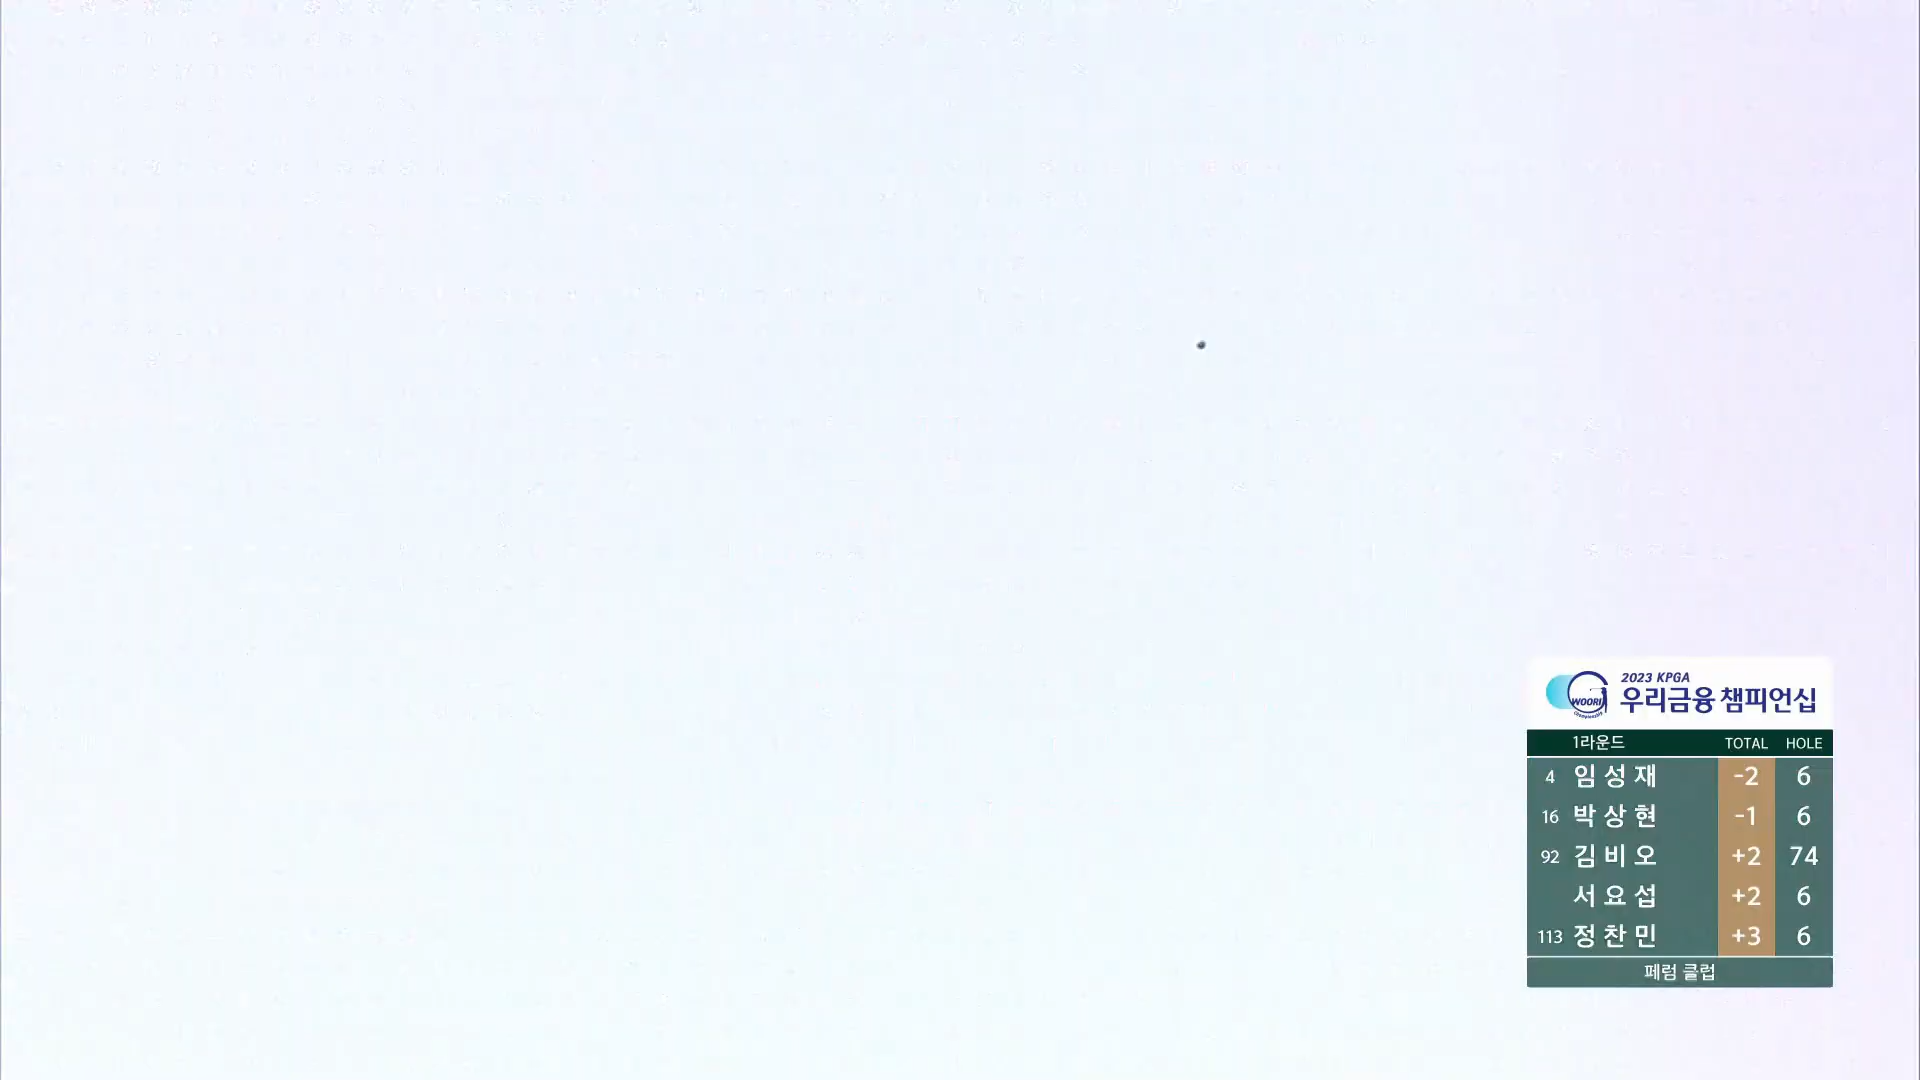 2023 KPGA
우리금융 챔피언십
WOORI
Championship
1라운드 TOTAL HOLE
4 임성재 -2 6
16 박상현 -1 6
92 김비오 +2 74
서요섭 +2 6
113 정찬민 +3 6
페럼 클럽